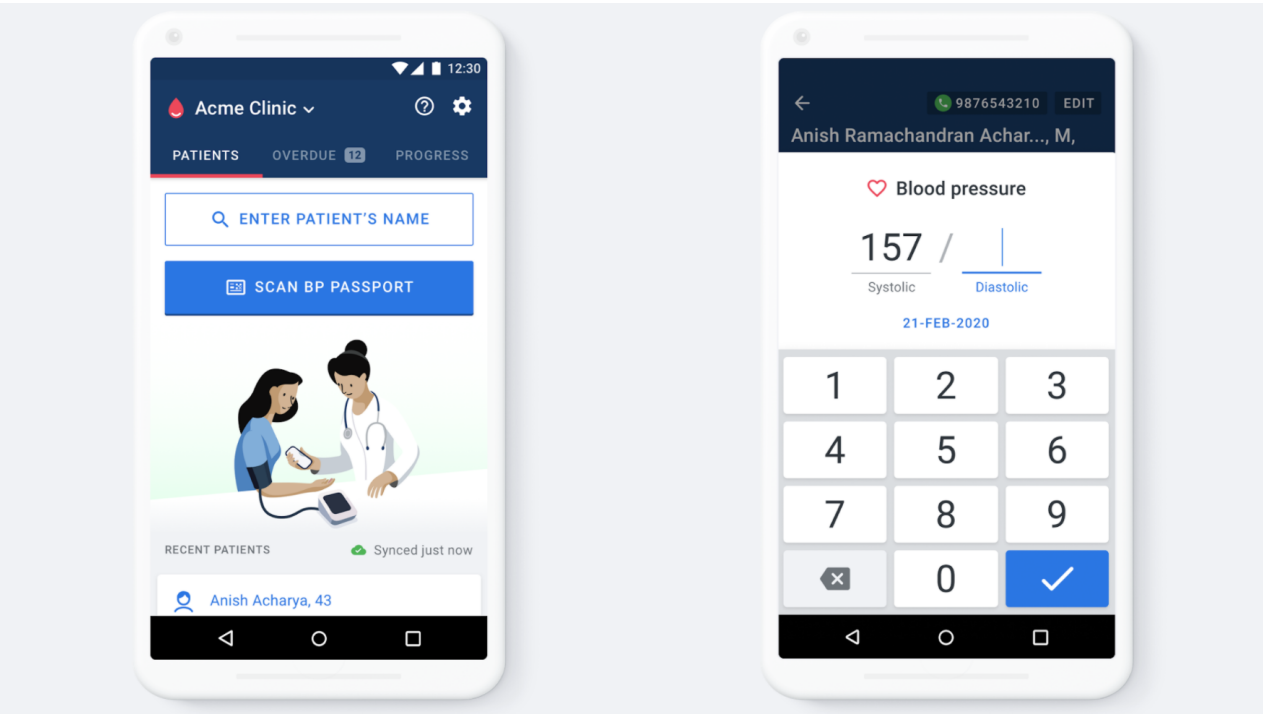 12:30
Acme Clinic
PATIENTS OVERDUE 12 PROGRESS
ENTER PATIENT'S NAME
SCAN BP PASSPORT
RECENT PATIENTS Synced just now
Anish Acharya, 43
9876543210 EDIT
Anish Ramachandran Achar..., M,
Blood pressure
157 /
Systolic Diastolic
21-FEB-2020
1 2 3
4 5 6
7 8 9
0